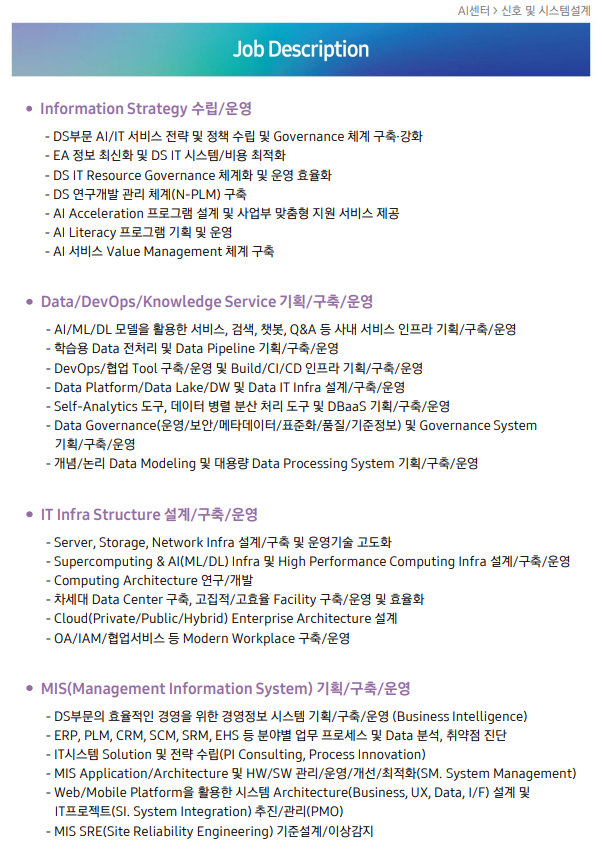 AI센터 > 신호 및 시스템설계
Job Description
• Information Strategy 수립/운영
- DS부문 AI/IT 서비스 전략 및 정책 수립 및 Governance 체계 구축·강화
- EA 정보 최신화 및 DS IT 시스템/비용 최적화
- DS IT Resource Governance 체계화 및 운영 효율화
- DS 연구개발 관리 체계(N-PLM) 구축
- AI Acceleration 프로그램 설계 및 사업부 맞춤형 지원 서비스 제공
- AI Literacy 프로그램 기획 및 운영
- AI 서비스 Value Management 체계 구축
• Data/DevOps/Knowledge Service 기획/구축/운영
- AI/ML/DL 모델을 활용한 서비스, 검색, 챗봇, Q&A 등 사내 서비스 인프라 기획/구축/운영
- 학습용 Data 전처리 및 Data Pipeline 기획/구축/운영
- DevOps/협업 Tool 구축/운영 및 Build/CI/CD 인프라 기획/구축/운영
- Data Platform/Data Lake/DW 및 Data IT Infra 설계/구축/운영
- Self-Analytics 도구, 데이터 병렬 분산 처리 도구 및 DBaaS 기획/구축/운영
- Data Governance(운영/보안/메타데이터/표준화/품질/기준정보) 및 Governance System
기획/구축/운영
- 개념/논리 Data Modeling 및 대용량 Data Processing System 기획/구축/운영
• IT Infra Structure 설계/구축/운영
- Server, Storage, Network Infra 설계/구축 및 운영기술 고도화
- Supercomputing & AI(ML/DL) Infra 및 High Performance Computing Infra 설계/구축/운영
- Computing Architecture 연구/개발
- 차세대 Data Center 구축, 고집적/고효율 Facility 구축/운영 및 효율화
- Cloud(Private/Public/Hybrid) Enterprise Architecture 설계
- OA/IAM/협업서비스 등 Modern Workplace 구축/운영
• MIS(Management Information System) 기획/구축/운영
- DS부문의 효율적인 경영을 위한 경영정보 시스템 기획/구축/운영 (Business Intelligence)
- ERP, PLM, CRM, SCM, SRM, EHS 등 분야별 업무 프로세스 및 Data 분석, 취약점 진단
- IT시스템 Solution 및 전략 수립(PI Consulting, Process Innovation)
- MIS Application/Architecture 및 HW/SW 관리/운영/개선/최적화(SM. System Management)
- Web/Mobile Platform을 활용한 시스템 Architecture(Business, UX, Data, I/F) 설계 및
IT프로젝트(SI. System Integration) 추진/관리(PMO)
- MIS SRE(Site Reliability Engineering) 기준설계/이상감지